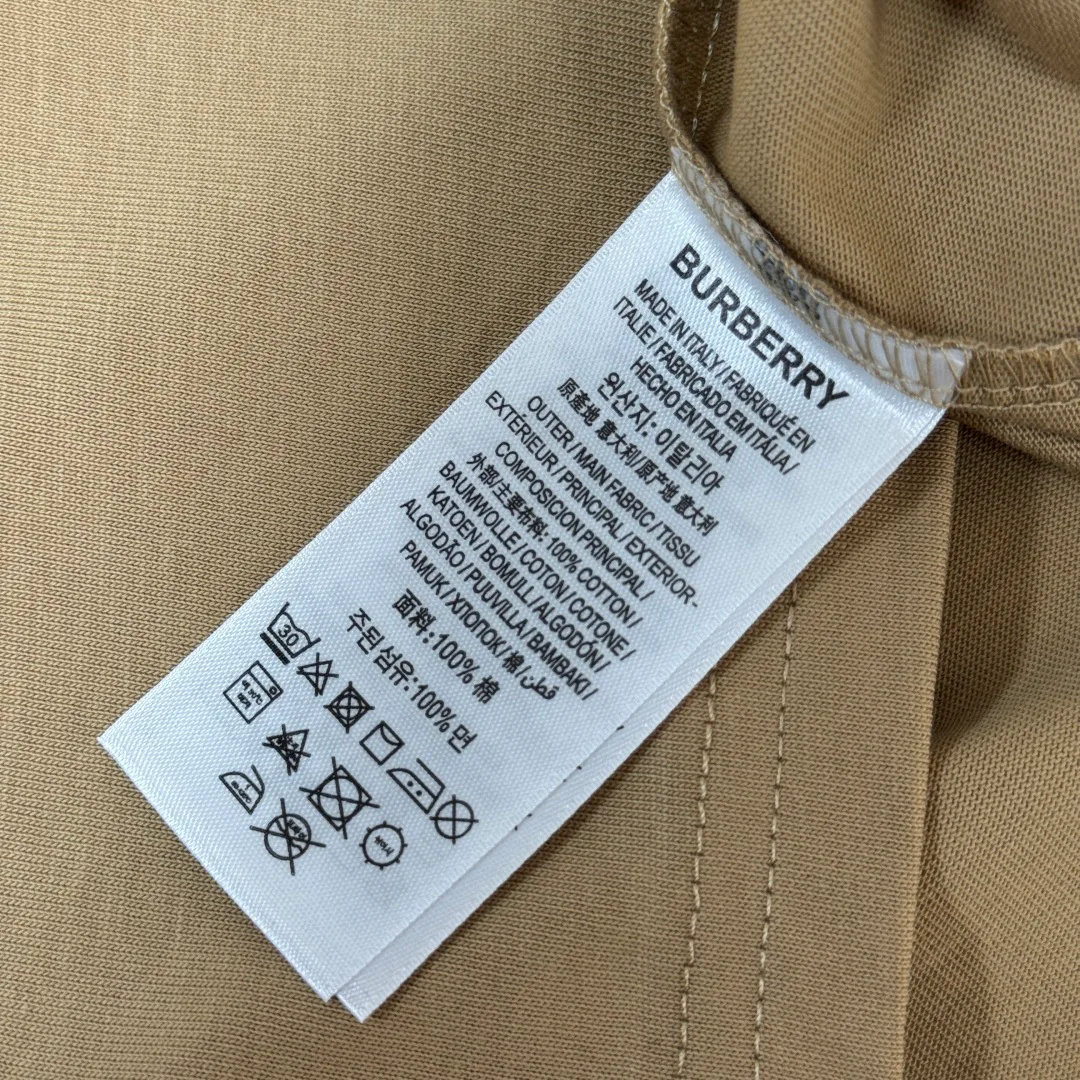 BURBERRY
MADE IN ITALY / FABRIQUÉ EN
ITALIE / FABRICADO EM ITÁLIA /
HECHO EN ITALIA
원산지: 이탈리아
原產地 意大利/原产地 意大利
OUTER / MAIN FABRIC / TISSU
EXTÉRIEUR / PRINCIPAL / EXTERIOR-
COMPOSICION PRINCIPAL /
外部/主要布料: 100% COTTON /
BAUMWOLLE / COTON / COTONE /
KATOEN / BOMULL / ALGODÓN /
ALGODÃO / PUUVILLA / BAMBAKI /
PAMUK / ХПОПОК / 棉 / قطن
面料: 100% 棉
주된 섬유: 100% 면
30